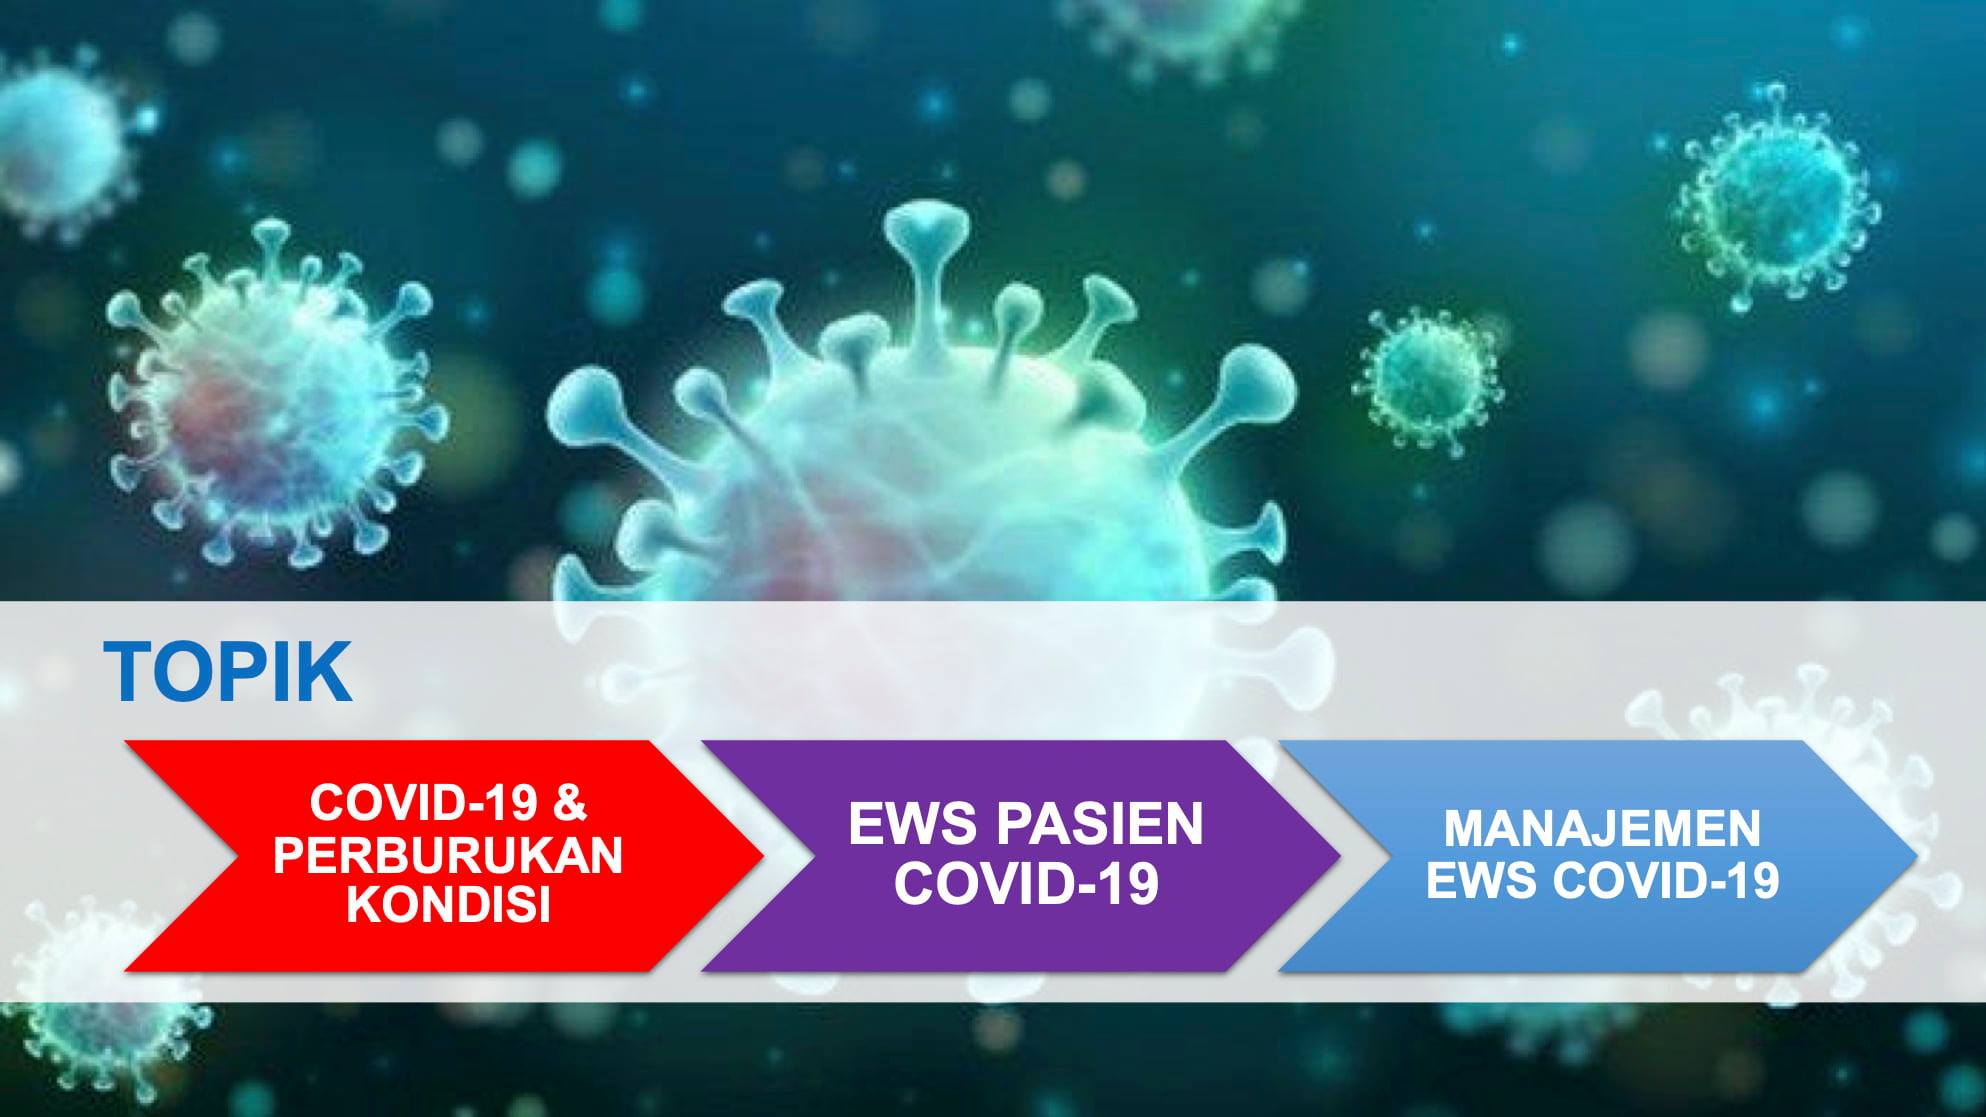 TOPIK
COVID-19 &
PERBURUKAN
KONDISI
EWS PASIEN
COVID-19
MANAJEMEN
EWS COVID-19